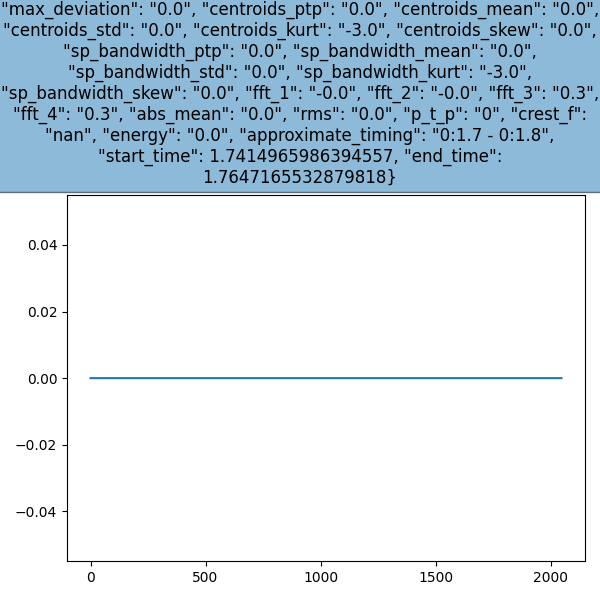 "max_deviation": "0.0", "centroids_ptp": "0.0", "centroids_mean": "0.0",
"centroids_std": "0.0", "centroids_kurt": "-3.0", "centroids_skew": "0.0",
"sp_bandwidth_ptp": "0.0", "sp_bandwidth_mean": "0.0",
"sp_bandwidth_std": "0.0", "sp_bandwidth_kurt": "-3.0",
"sp_bandwidth_skew": "0.0", "fft_1": "-0.0", "fft_2": "-0.0", "fft_3": "0.3",
"fft_4": "0.3", "abs_mean": "0.0", "rms": "0.0", "p_t_p": "0", "crest_f":
"nan", "energy": "0.0", "approximate_timing": "0:1.7 - 0:1.8",
"start_time": 1.7414965986394557, "end_time":
1.7647165532879818}
0.04
0.02
0.00
−0.02
−0.04
0 500 1000 1500 2000